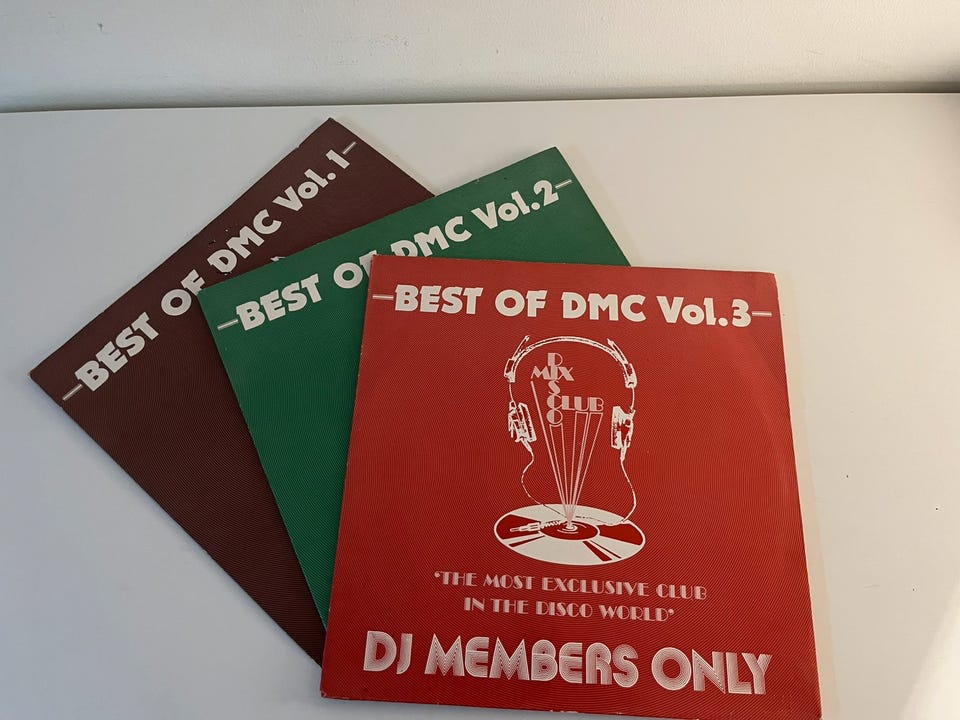 BEST OF DMC Vol.1
BEST OF DMC Vol.2
BEST OF DMC Vol.3
DISCO
MIX
CLUB
'THE MOST EXCLUSIVE CLUB
IN THE DISCO WORLD'
DJ MEMBERS ONLY